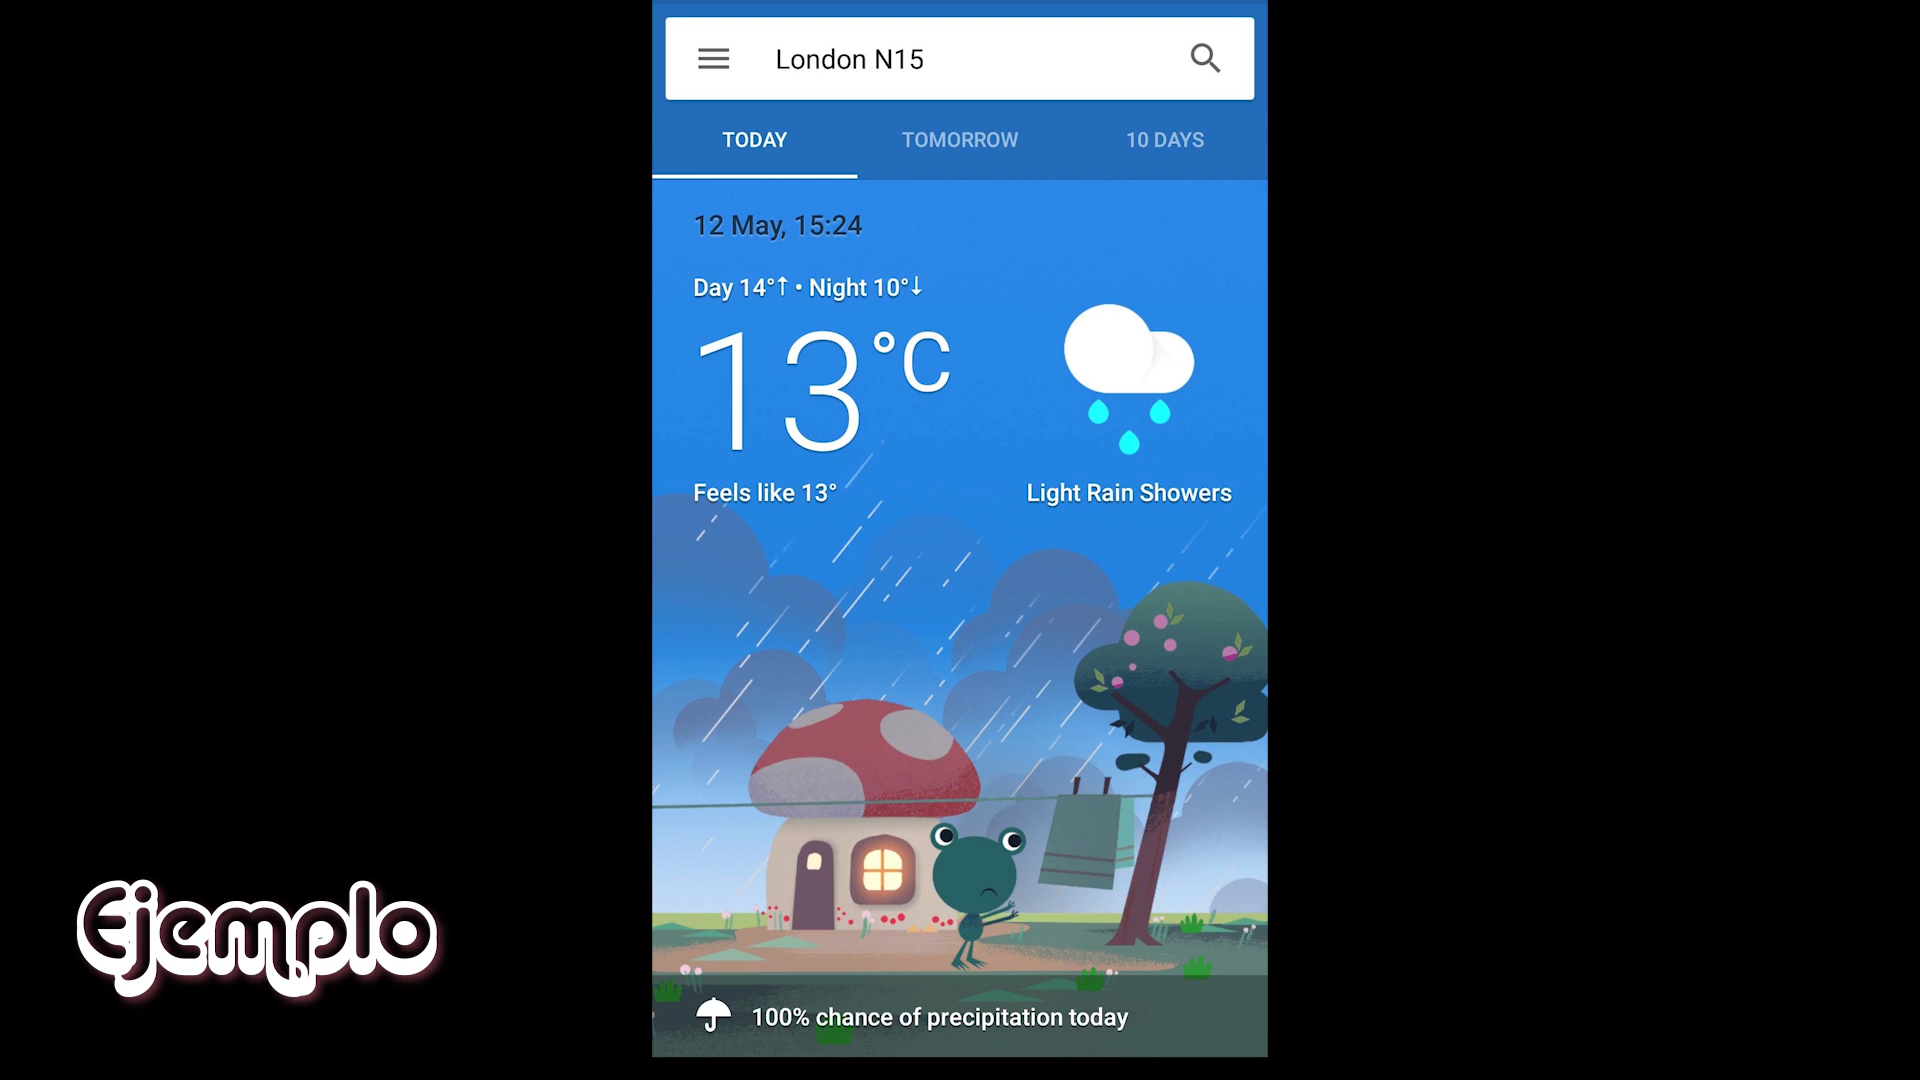 London N15
TODAY
TOMORROW
10 DAYS
12 May, 15:24
Day 14°↑ • Night 10°↓
13°C
Feels like 13°
Light Rain Showers
Ejemplo
100% chance of precipitation today